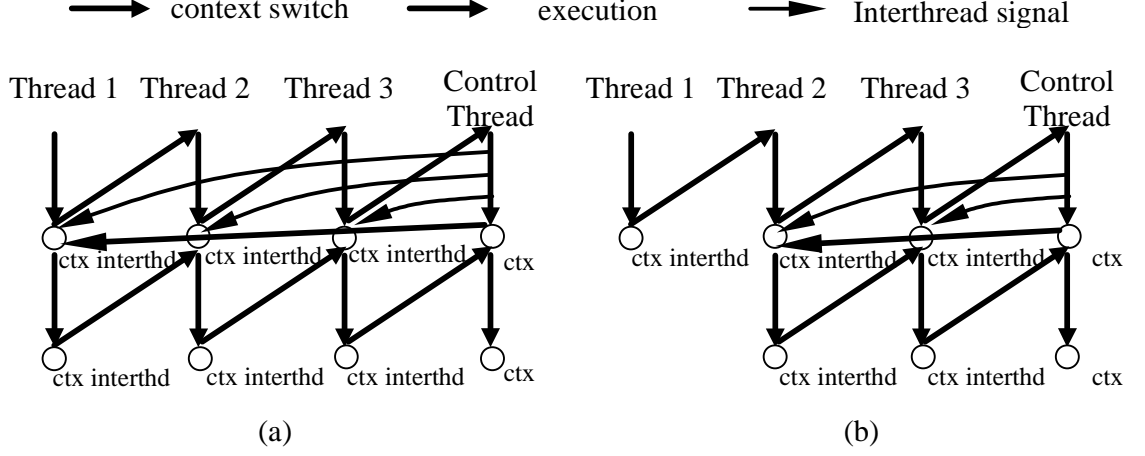 context switch execution Interthread signal
Thread 1 Thread 2 Thread 3 Control Thread
Thread 1 Thread 2 Thread 3 Control Thread
ctx interthd ctx interthd ctx interthd ctx
ctx interthd ctx interthd ctx interthd ctx
ctx interthd ctx interthd ctx interthd ctx
ctx interthd ctx interthd ctx
(a) (b)